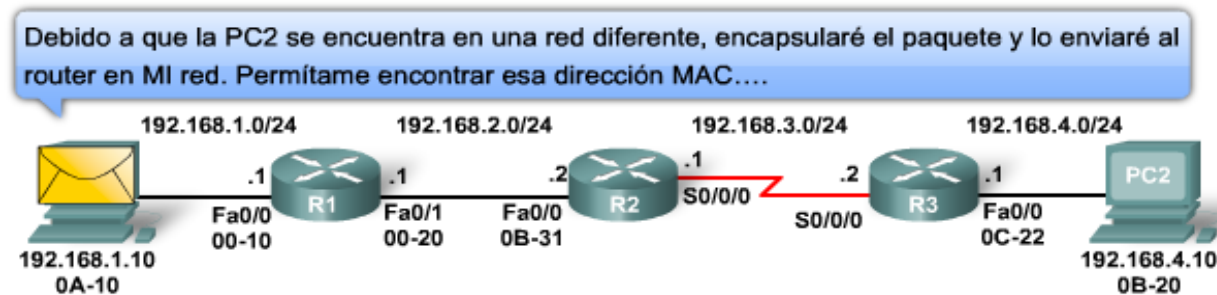 Debido a que la PC2 se encuentra en una red diferente, encapsularé el paquete y lo enviaré al
router en MI red. Permítame encontrar esa dirección MAC....
192.168.1.0/24
192.168.2.0/24
192.168.3.0/24
192.168.4.0/24
.1
R1
.1
.2
R2
.1
S0/0/0
.2
R3
.1
PC2
Fa0/0
00-10
Fa0/1
00-20
Fa0/0
0B-31
S0/0/0
Fa0/0
0C-22
192.168.1.10
0A-10
192.168.4.10
0B-20